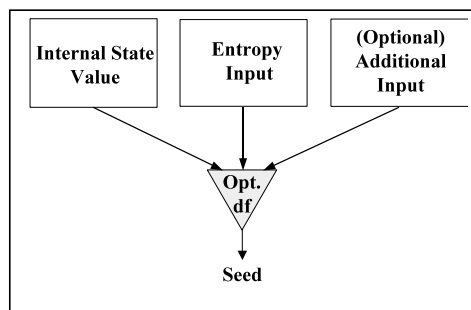 Internal State
Value
Entropy
Input
(Optional)
Additional
Input
Opt.
df
Seed